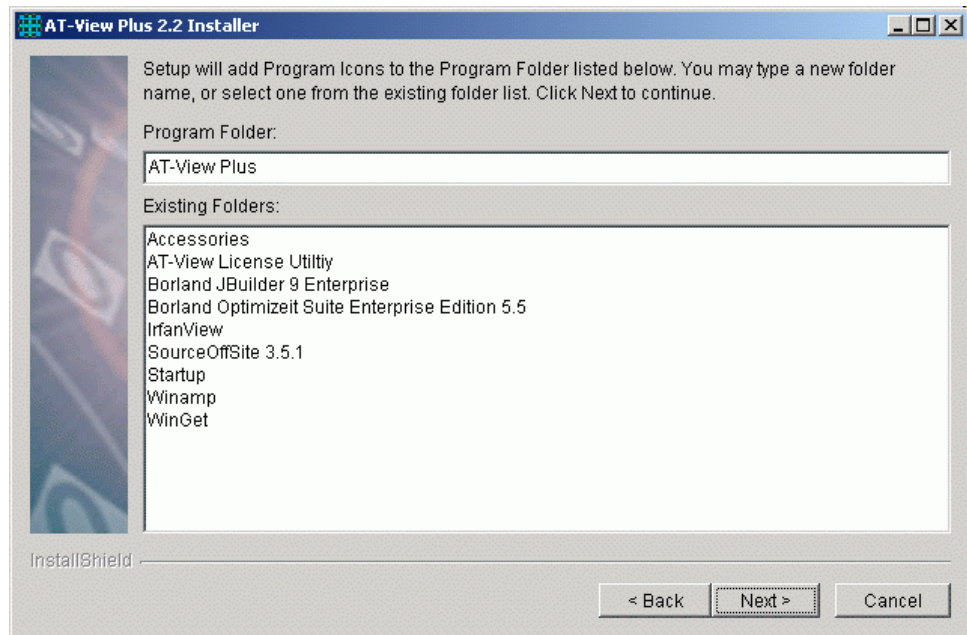 AT-View Plus 2.2 Installer
Setup will add Program Icons to the Program Folder listed below. You may type a new folder
name, or select one from the existing folder list. Click Next to continue.
Program Folder:
AT-View Plus
Existing Folders:
Accessories
AT-View License Utiltiy
Borland JBuilder 9 Enterprise
Borland Optimizeit Suite Enterprise Edition 5.5
IrfanView
SourceOffSite 3.5.1
Startup
Winamp
WinGet
InstallShield
< Back Next > Cancel